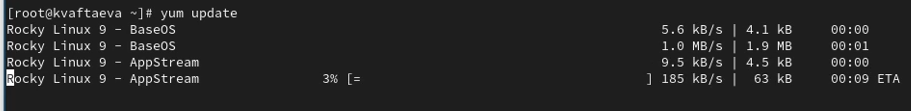 [root@kvaftaeva ~]# yum update
Rocky Linux 9 - BaseOS 5.6 kB/s | 4.1 kB 00:00
Rocky Linux 9 - BaseOS 1.0 MB/s | 1.9 MB 00:01
Rocky Linux 9 - AppStream 9.5 kB/s | 4.5 kB 00:00
Rocky Linux 9 - AppStream 3% [= ] 185 kB/s | 63 kB 00:09 ETA